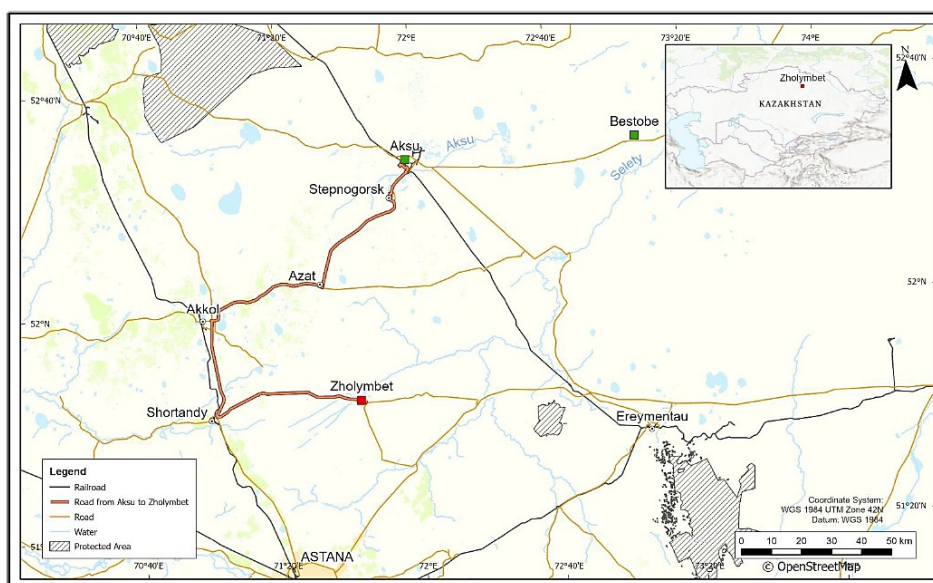 70°40'E
71°20'E
72°E
72°40'E
73°20'E
74°E
52°40'N
N
Zholymbet
KAZAKHSTAN
52°40'N
Bestobe
Aksu
Aksu
Selety
Stepnogorsk
Azat
52°N
Akkol
52°N
Zholymbet
Shortandy
Ereymentau
Legend
Railroad
Road from Aksu to Zholymbet
Road
Water
Protected Area
Coordinate System:
WGS 1984 UTM Zone 42N
Datum: WGS 1984
51°20'N
0 10 20 30 40 50 km
© OpenStreetMap
ASTANA
70°40'E
71°20'E
72°E
72°40'E
73°20'E